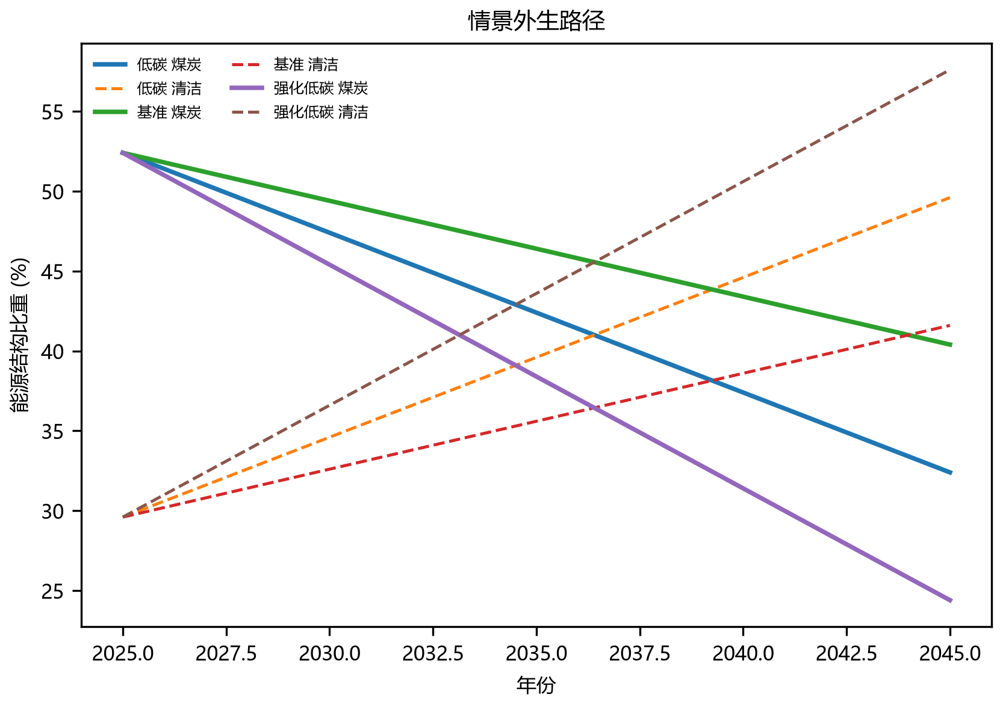 情景外生路径
低碳 煤炭
低碳 清洁
基准 煤炭
基准 清洁
强化低碳 煤炭
强化低碳 清洁
能源结构比重 (%)
55
50
45
40
35
30
25
2025.0 2027.5 2030.0 2032.5 2035.0 2037.5 2040.0 2042.5 2045.0
年份